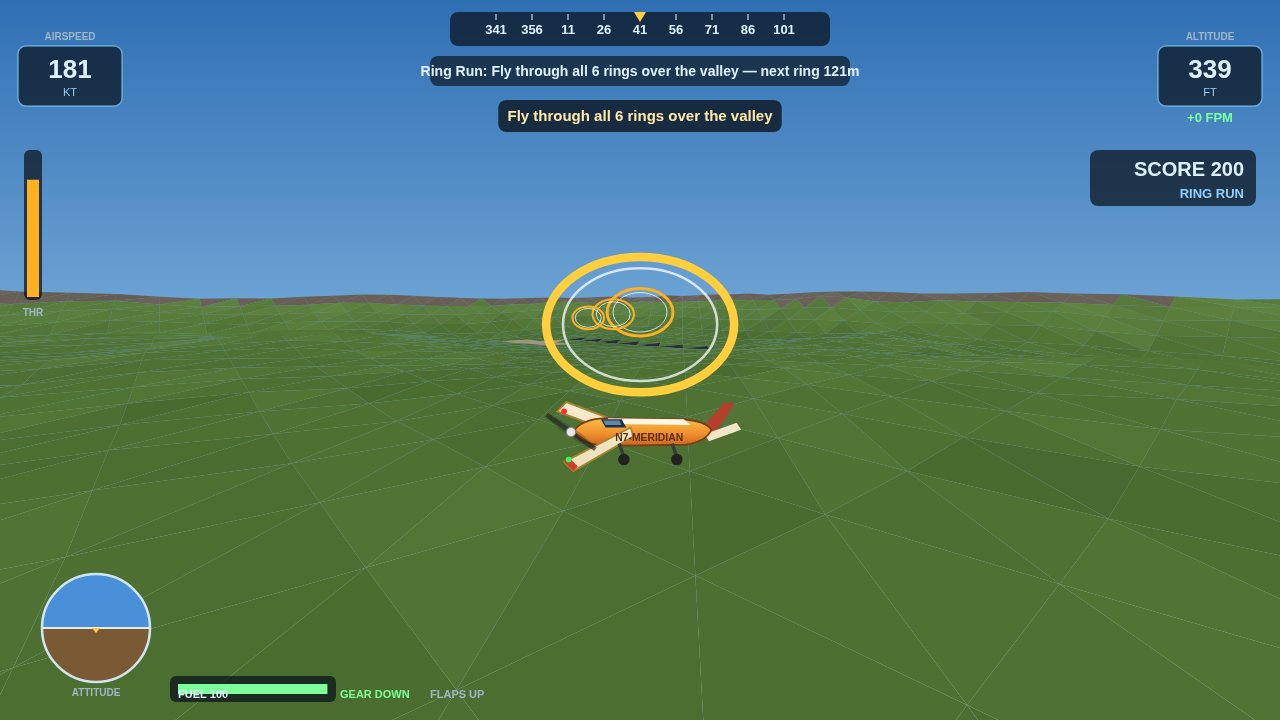 341 356 11 26 41 56 71 86 101
AIRSPEED
181
KT
ALTITUDE
339
FT
+0 FPM
Ring Run: Fly through all 6 rings over the valley — next ring 121m
Fly through all 6 rings over the valley
SCORE 200
RING RUN
THR
N7-MERIDIAN
ATTITUDE
FUEL 100
GEAR DOWN
FLAPS UP